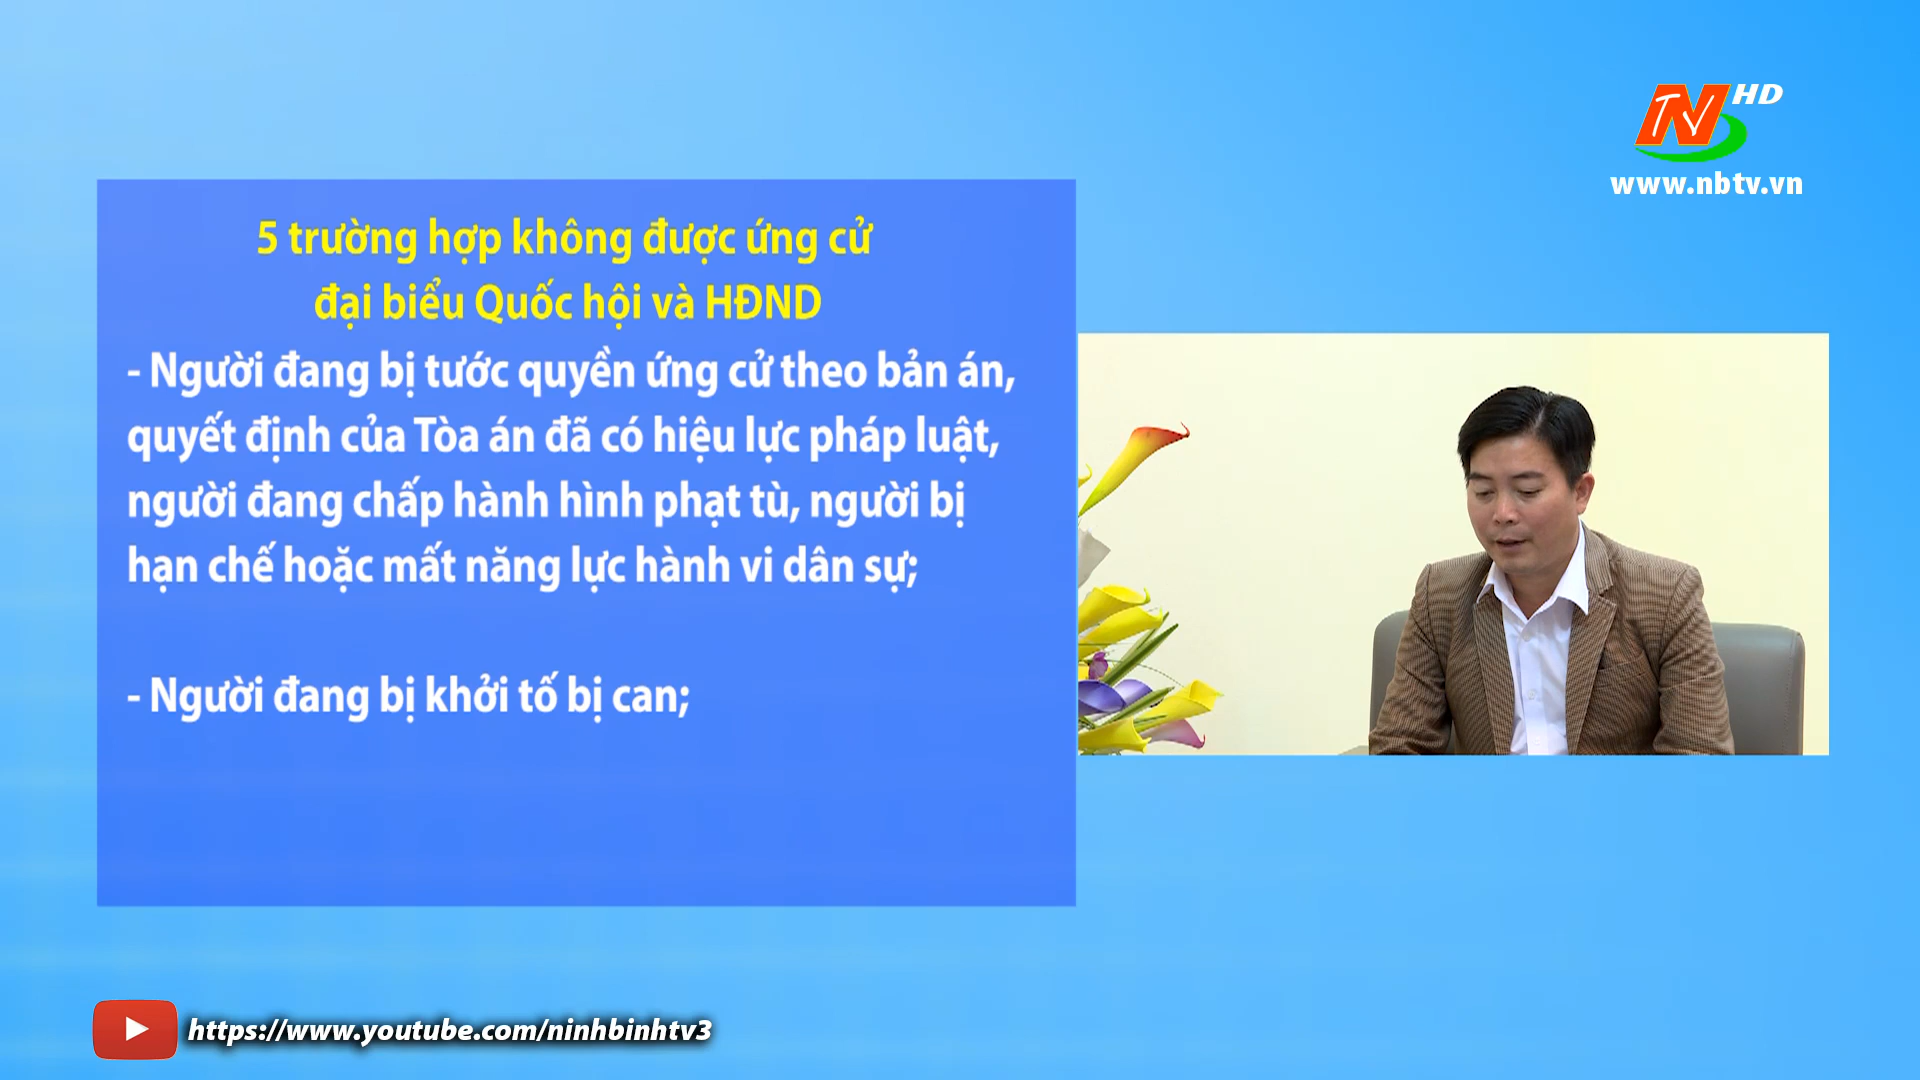 NTV HD
www.nbtv.vn
5 trường hợp không được ứng cử
đại biểu Quốc hội và HĐND
- Người đang bị tước quyền ứng cử theo bản án,
quyết định của Tòa án đã có hiệu lực pháp luật,
người đang chấp hành hình phạt tù, người bị
hạn chế hoặc mất năng lực hành vi dân sự;
- Người đang bị khởi tố bị can;
https://www.youtube.com/ninhbinhtv3